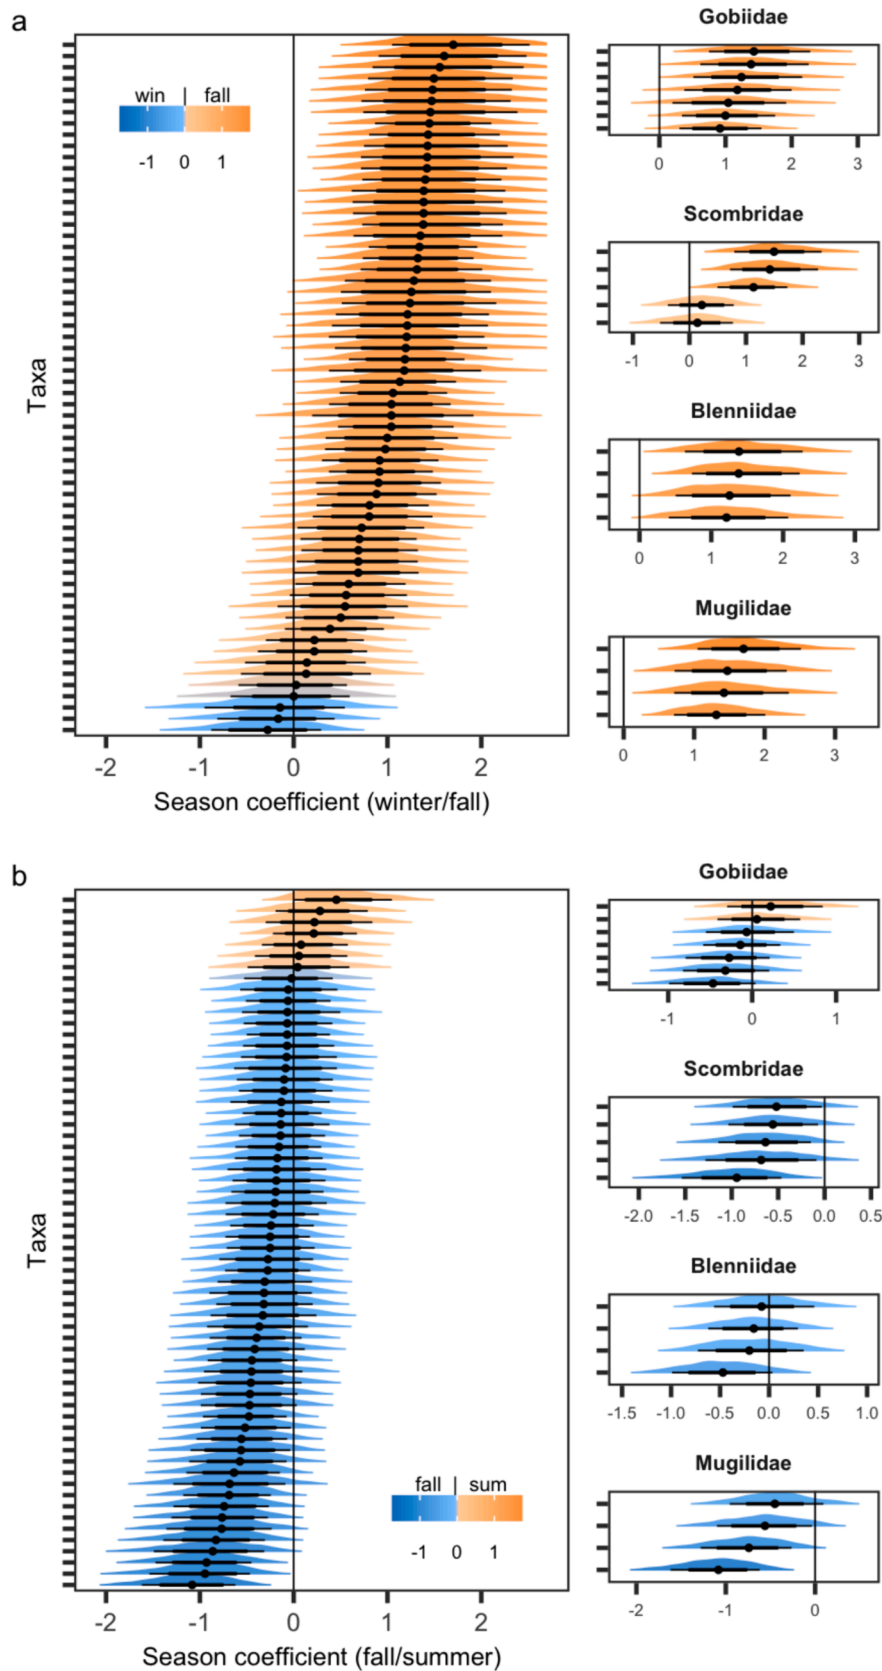 a
win | fall
-1 0 1
Taxa
-2 -1 0 1 2
Season coefficient (winter/fall)
Gobiidae
0 1 2 3
Scombridae
-1 0 1 2 3
Blenniidae
0 1 2 3
Mugilidae
0 1 2 3
b
Taxa
fall | sum
-1 0 1
-2 -1 0 1 2
Season coefficient (fall/summer)
Gobiidae
-1 0 1
Scombridae
-2.0 -1.5 -1.0 -0.5 0.0 0.5
Blenniidae
-1.5 -1.0 -0.5 0.0 0.5 1.0
Mugilidae
-2 -1 0